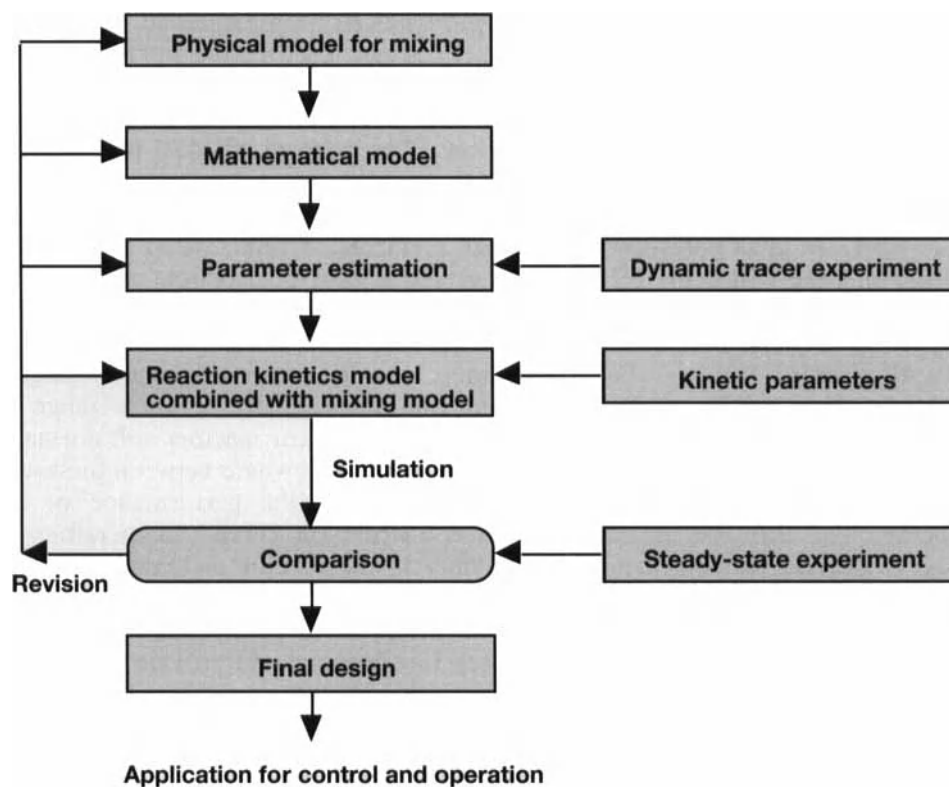 Physical model for mixing
Mathematical model
Parameter estimation
Dynamic tracer experiment
Reaction kinetics model
combined with mixing model
Kinetic parameters
Simulation
Comparison
Steady-state experiment
Revision
Final design
Application for control and operation